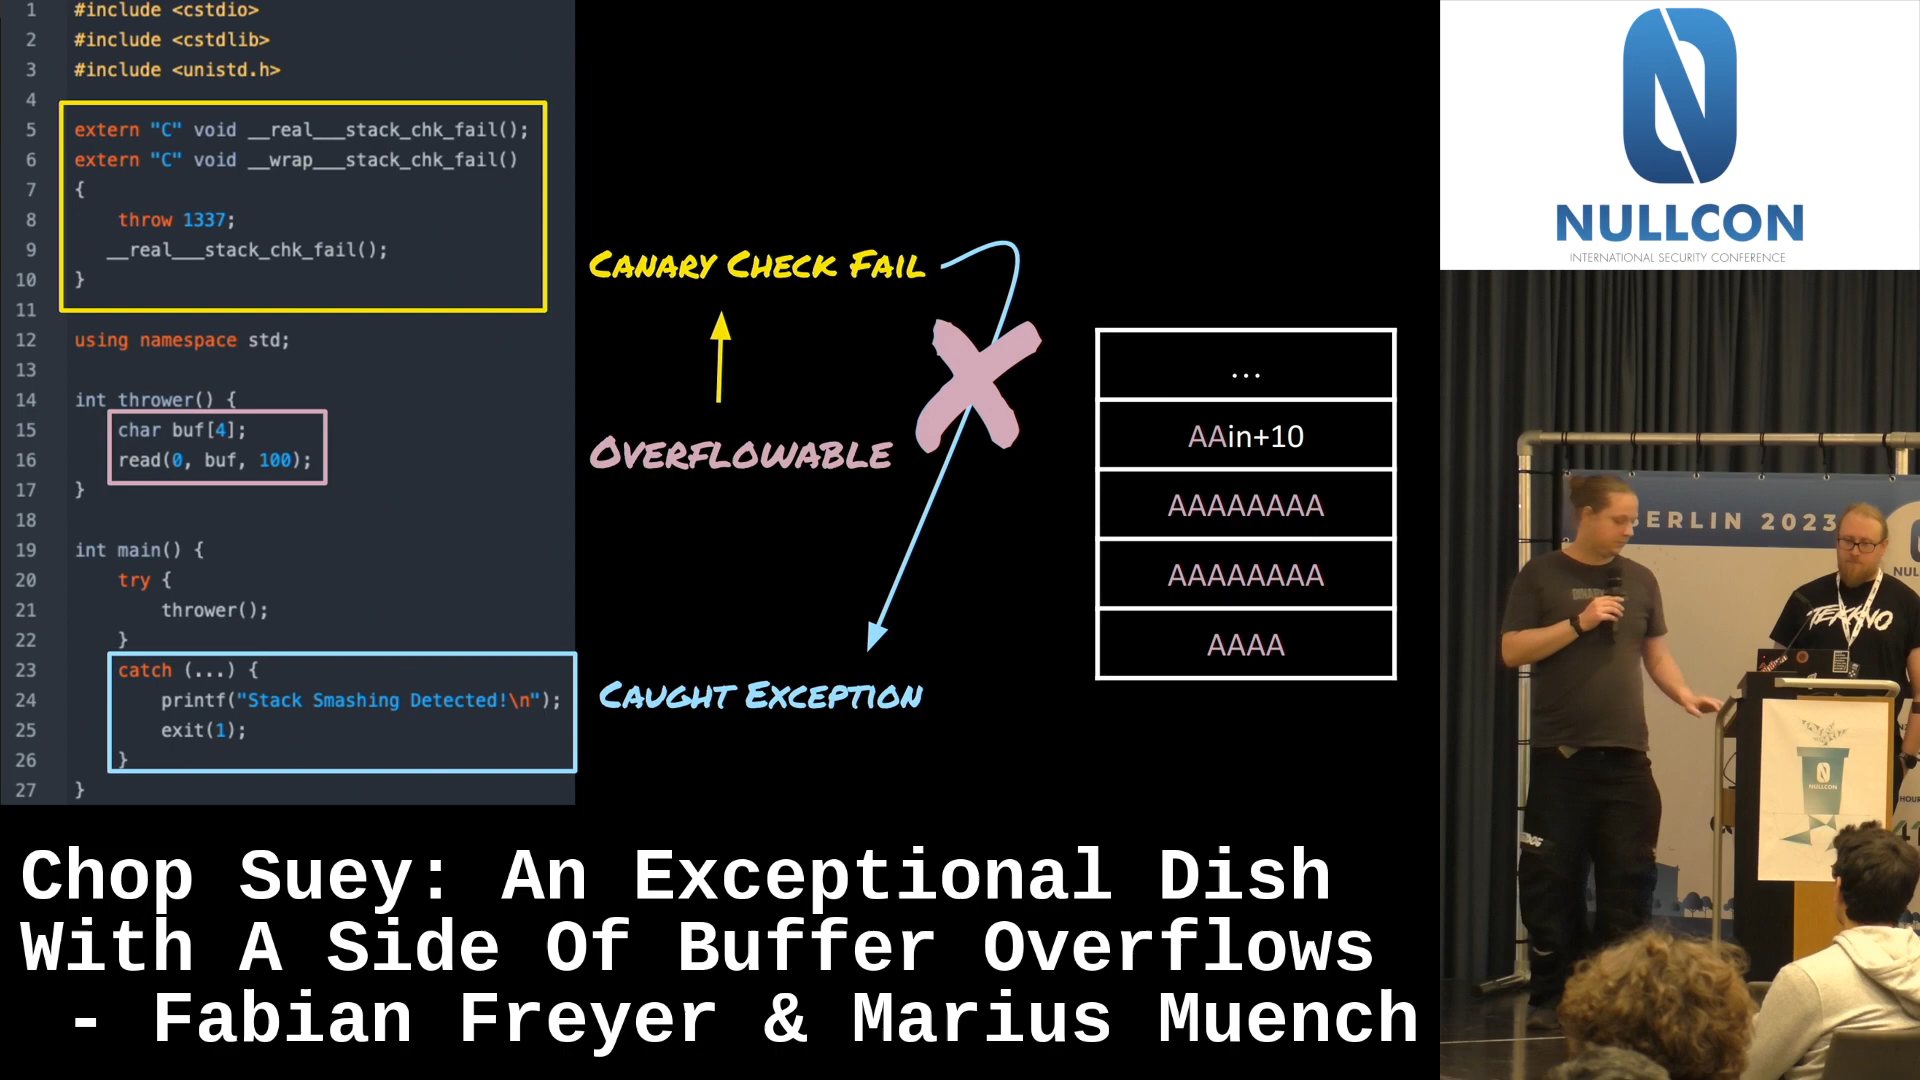 1 #include <cstdio>
2 #include <cstdlib>
3 #include <unistd.h>
4
5 extern "C" void __real___stack_chk_fail();
6 extern "C" void __wrap___stack_chk_fail()
7 {
8 throw 1337;
9 __real___stack_chk_fail();
10 }
11
12 using namespace std;
13
14 int thrower() {
15 char buf[4];
16 read(0, buf, 100);
17 }
18
19 int main() {
20 try {
21 thrower();
22 }
23 catch (...) {
24 printf("Stack Smashing Detected!\n");
25 exit(1);
26 }
27 }
CANARY CHECK FAIL
OVERFLOWABLE
CAUGHT EXCEPTION
...
AAin+10
AAAAAAAA
AAAAAAAA
AAAA
NULLCON
INTERNATIONAL SECURITY CONFERENCE
BERLIN 2023
NUL
TEKKNO
NULLCON
HOUR
Chop Suey: An Exceptional Dish
With A Side Of Buffer Overflows
- Fabian Freyer & Marius Muench